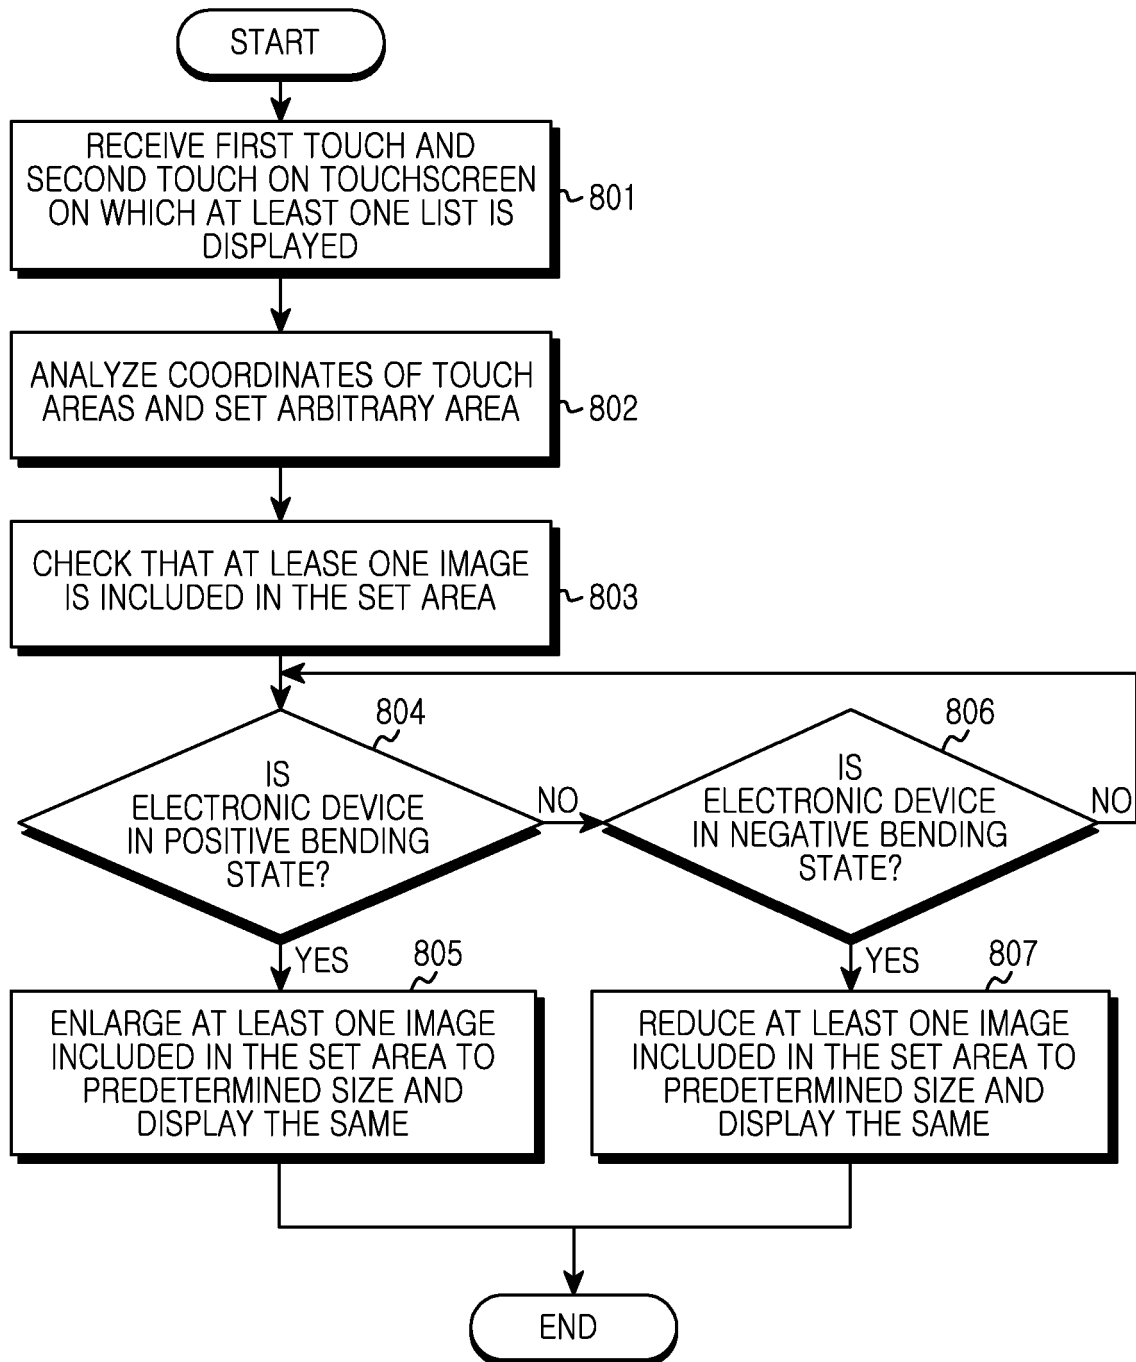 START
RECEIVE FIRST TOUCH AND
SECOND TOUCH ON TOUCHSCREEN
ON WHICH AT LEAST ONE LIST IS
DISPLAYED
801
ANALYZE COORDINATES OF TOUCH
AREAS AND SET ARBITRARY AREA
802
CHECK THAT AT LEASE ONE IMAGE
IS INCLUDED IN THE SET AREA
803
804
IS
ELECTRONIC DEVICE
IN POSITIVE BENDING
STATE?
NO
806
IS
ELECTRONIC DEVICE
IN NEGATIVE BENDING
STATE?
NO
YES
805
ENLARGE AT LEAST ONE IMAGE
INCLUDED IN THE SET AREA TO
PREDETERMINED SIZE AND
DISPLAY THE SAME
YES
807
REDUCE AT LEAST ONE IMAGE
INCLUDED IN THE SET AREA TO
PREDETERMINED SIZE AND
DISPLAY THE SAME
END